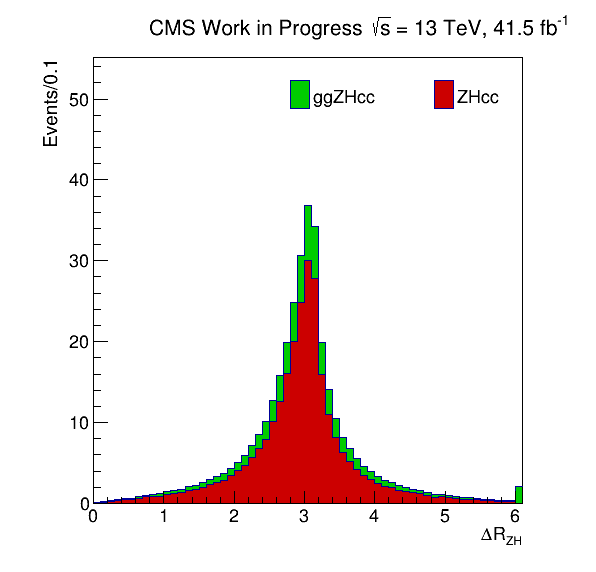 CMS Work in Progress √s = 13 TeV, 41.5 fb⁻¹
Events/0.1
ggZHcc ZHcc
50
40
30
20
10
0
0 1 2 3 4 5 6
ΔR_ZH